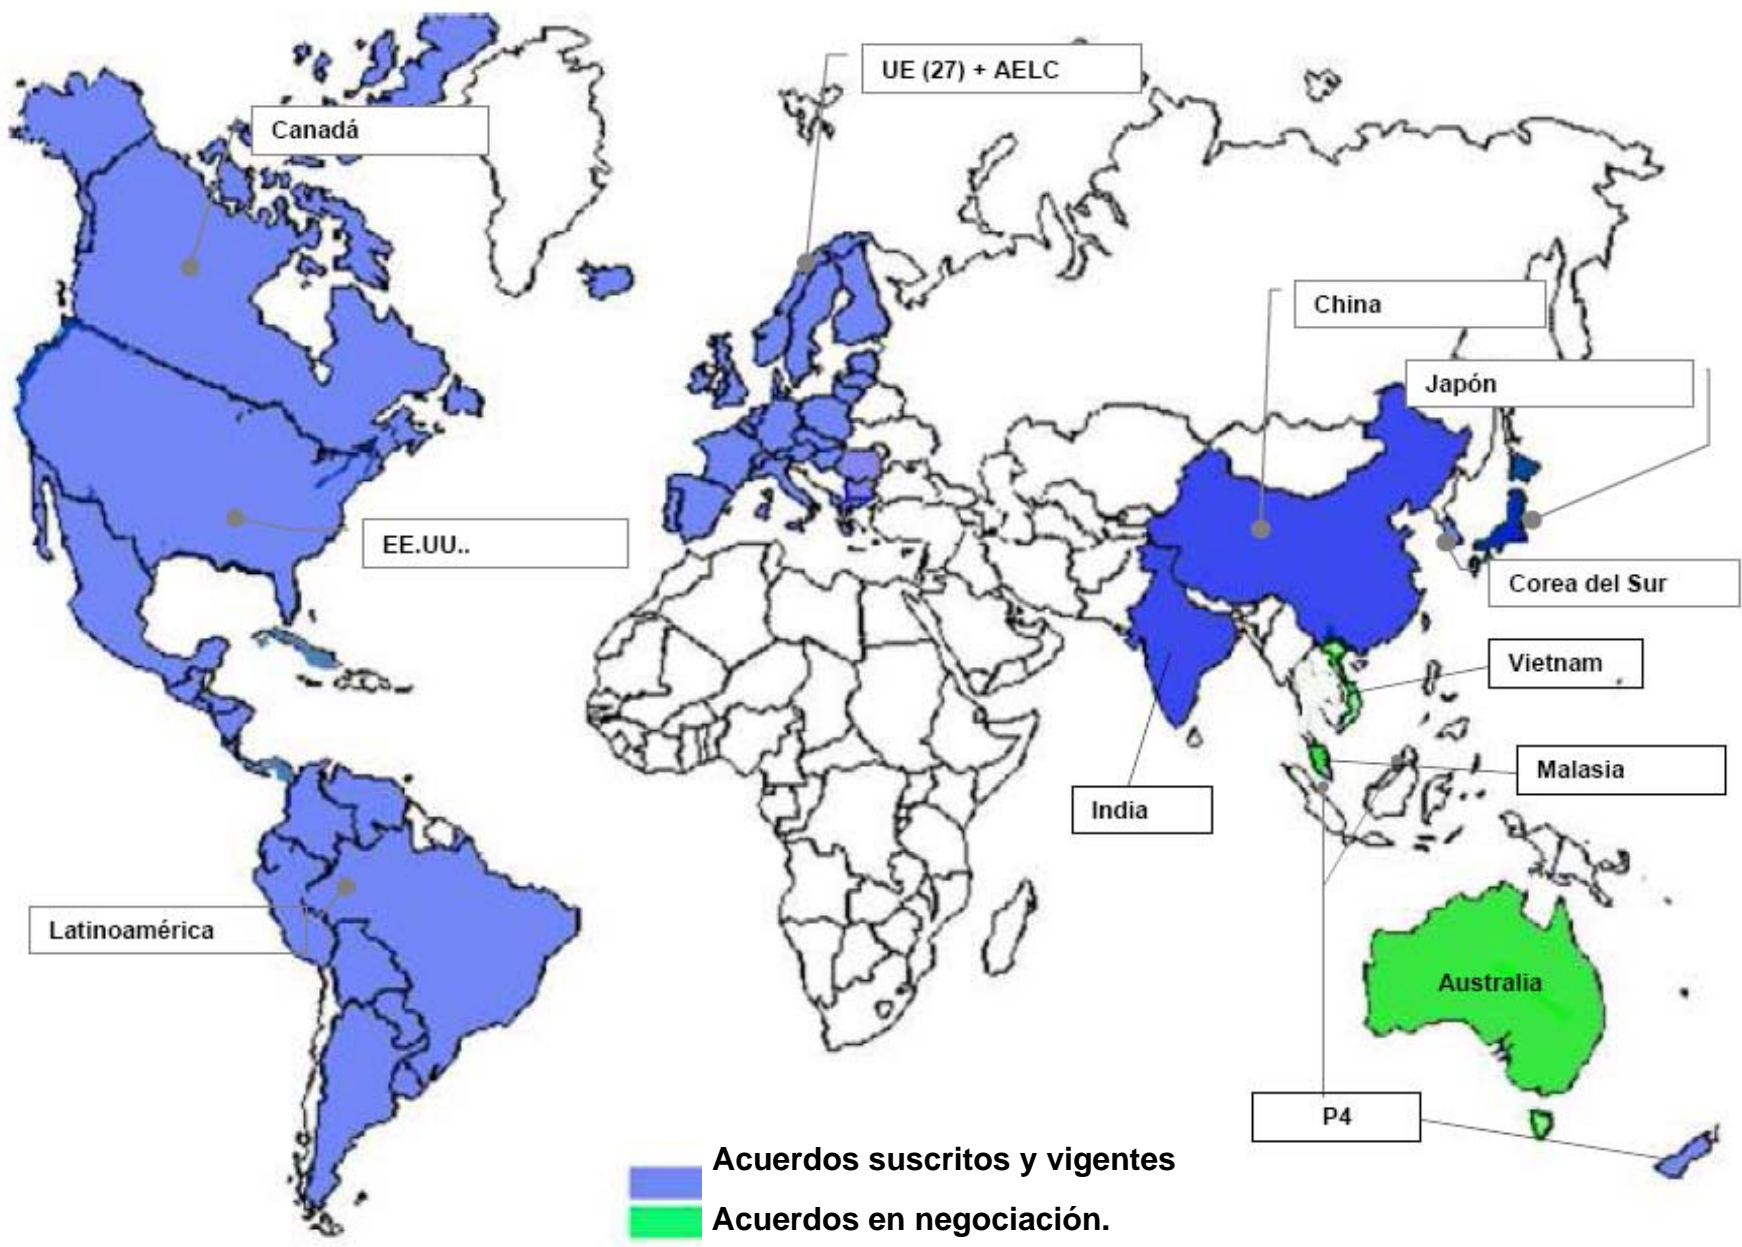 UE (27) + AELC
Canadá
China
Japón
EE.UU..
Corea del Sur
Vietnam
Malasia
India
Latinoamérica
Australia
P4
Acuerdos suscritos y vigentes
Acuerdos en negociación.